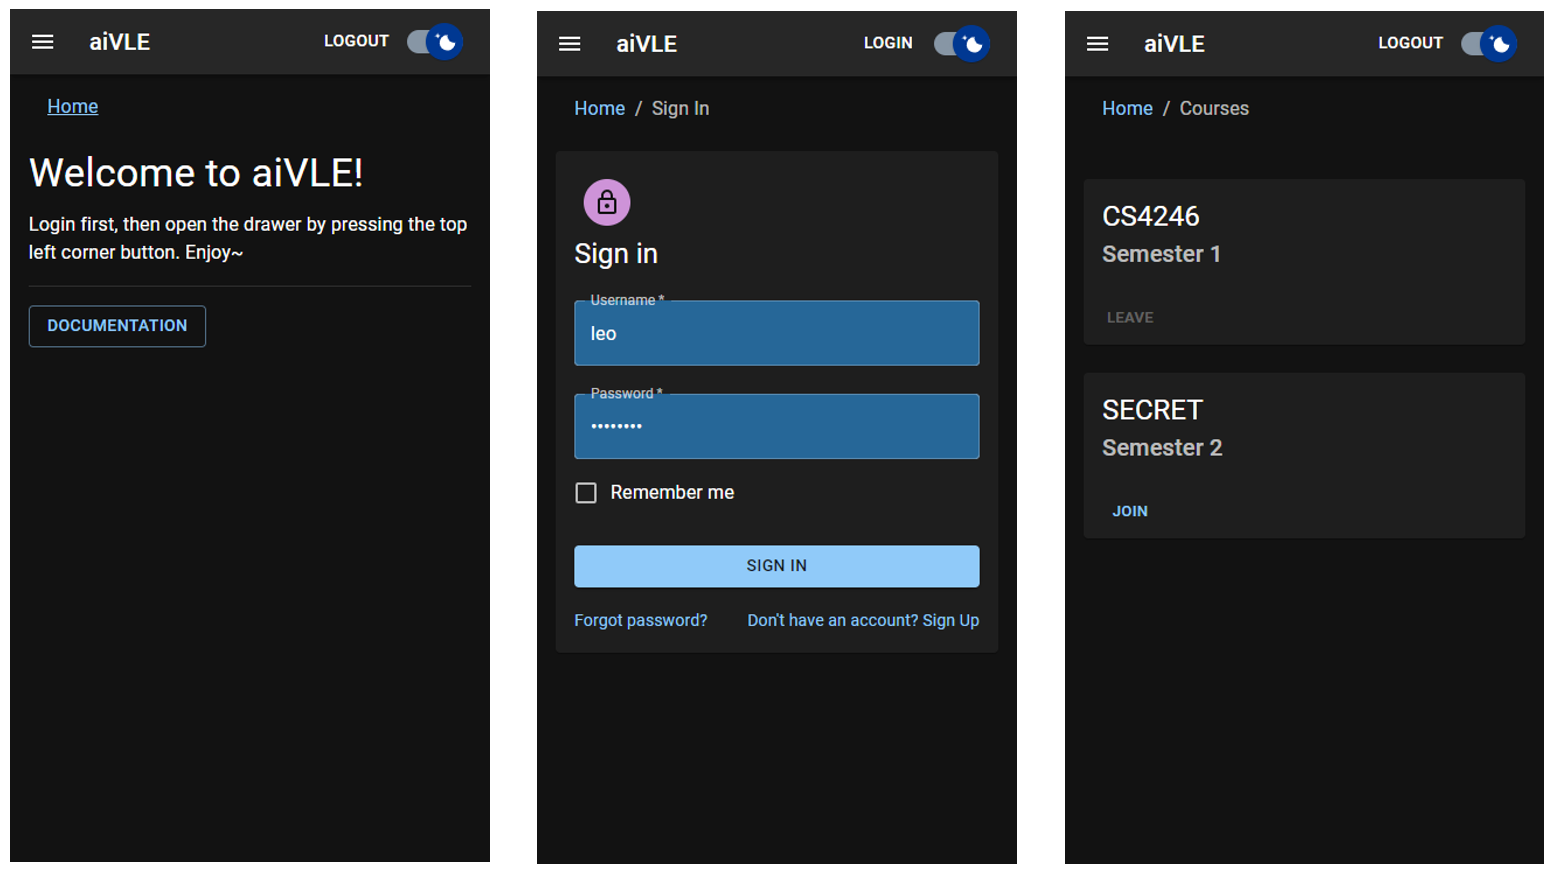 aiVLE LOGOUT
Home
Welcome to aiVLE!
Login first, then open the drawer by pressing the top
left corner button. Enjoy~
DOCUMENTATION
aiVLE LOGIN
Home / Sign In
Sign in
Username *
leo
Password *
••••••••
Remember me
SIGN IN
Forgot password? Don't have an account? Sign Up
aiVLE LOGOUT
Home / Courses
CS4246
Semester 1
LEAVE
SECRET
Semester 2
JOIN